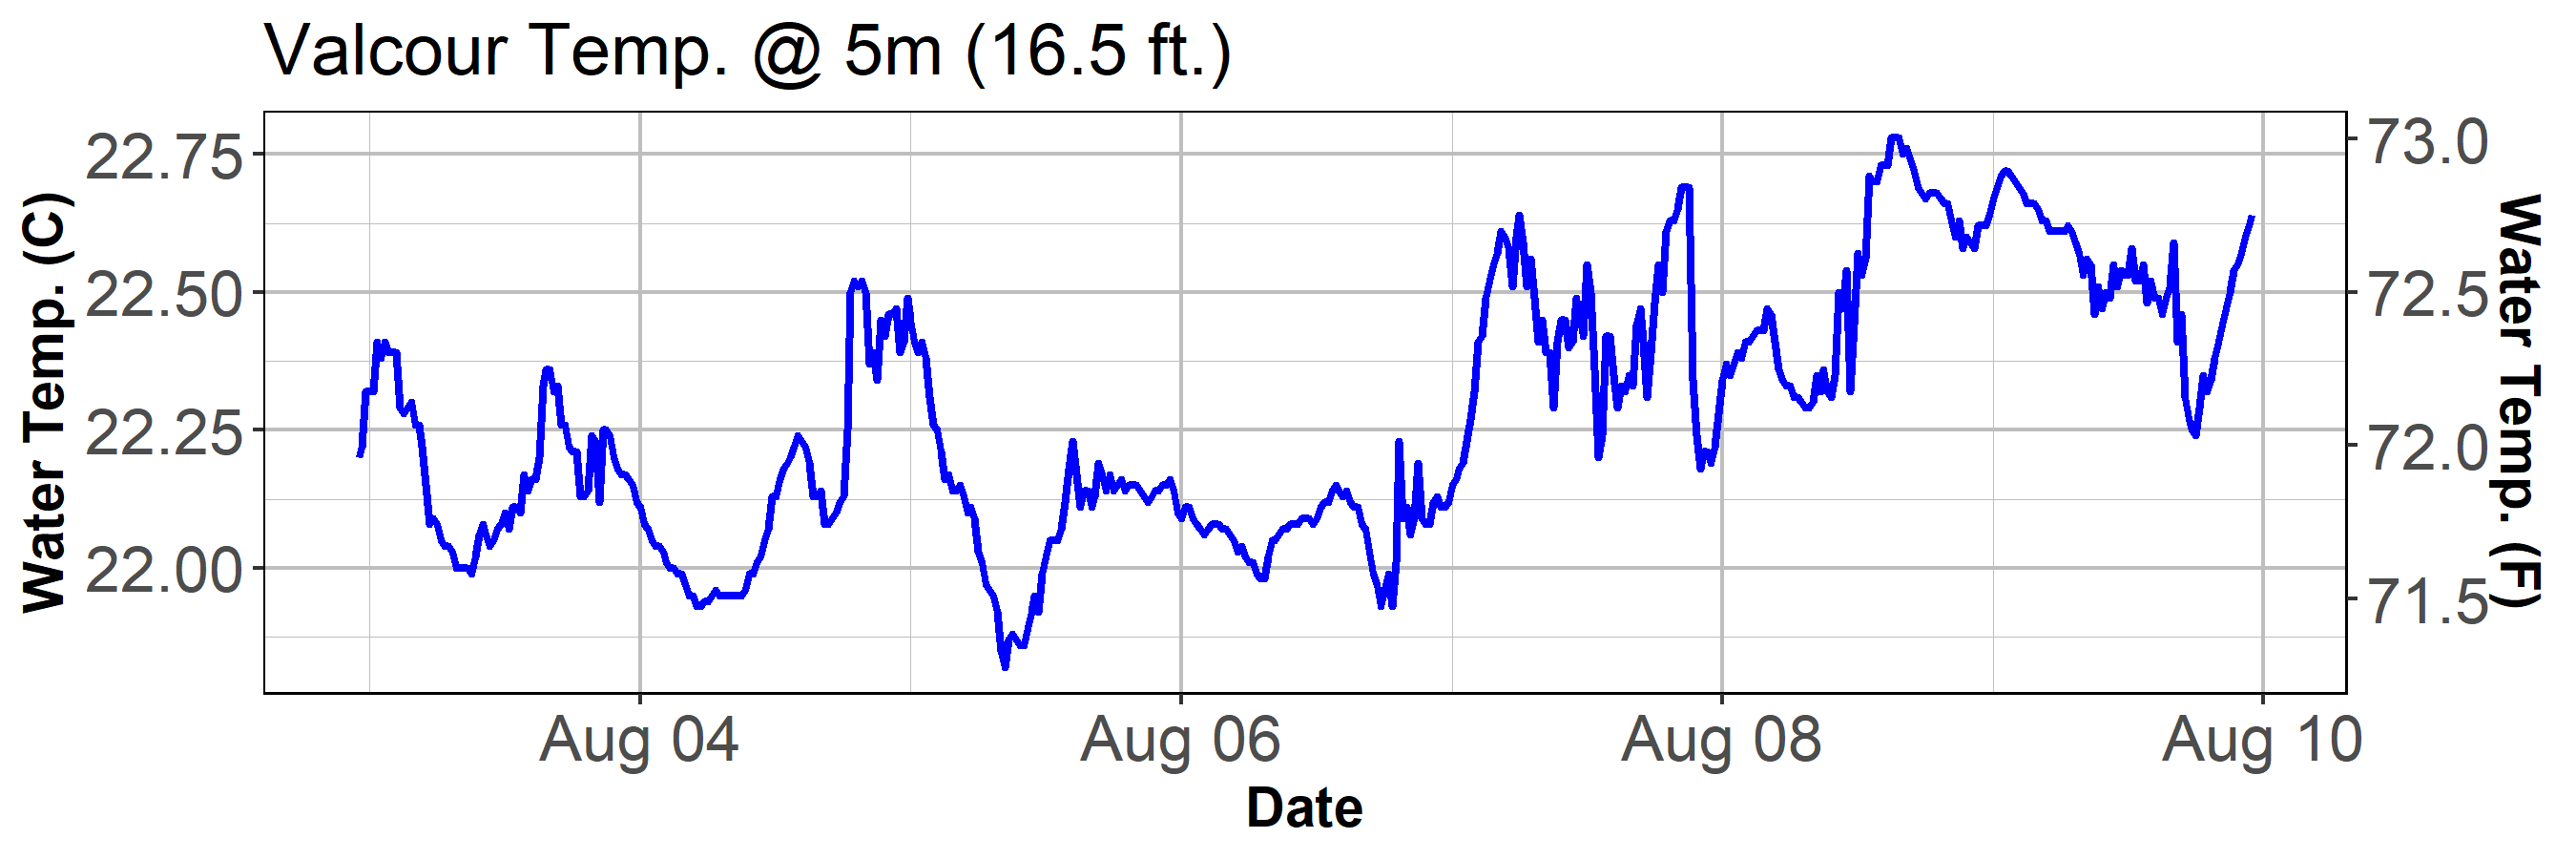 Valcour Temp. @ 5m (16.5 ft.)
Water Temp. (C)
22.75
22.50
22.25
22.00
73.0
72.5
72.0
71.5
Water Temp. (F)
Aug 04 Aug 06 Aug 08 Aug 10
Date